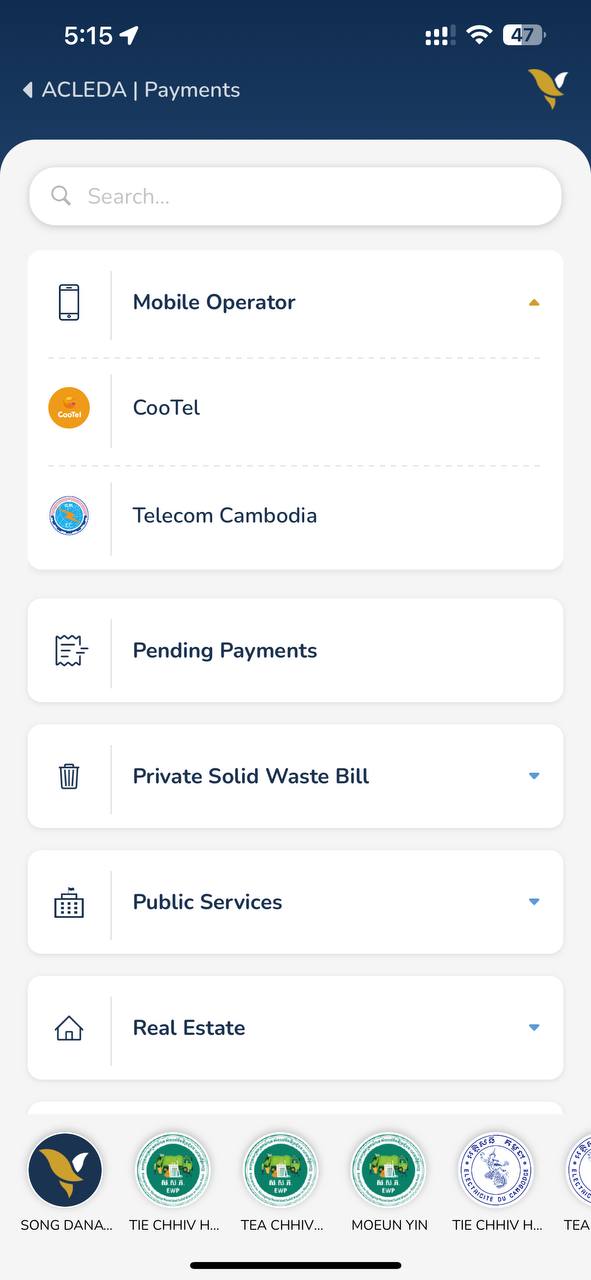 5:15
47
ACLEDA | Payments
Search...
Mobile Operator
CooTel
CooTel
Telecom Cambodia
Pending Payments
Private Solid Waste Bill
Public Services
Real Estate
EWP
EWP
EWP
ELECTRICITE DU CAMBODGE
SONG DANA...
TIE CHHIV H...
TEA CHHIV...
MOEUN YIN
TIE CHHIV H...
TEA